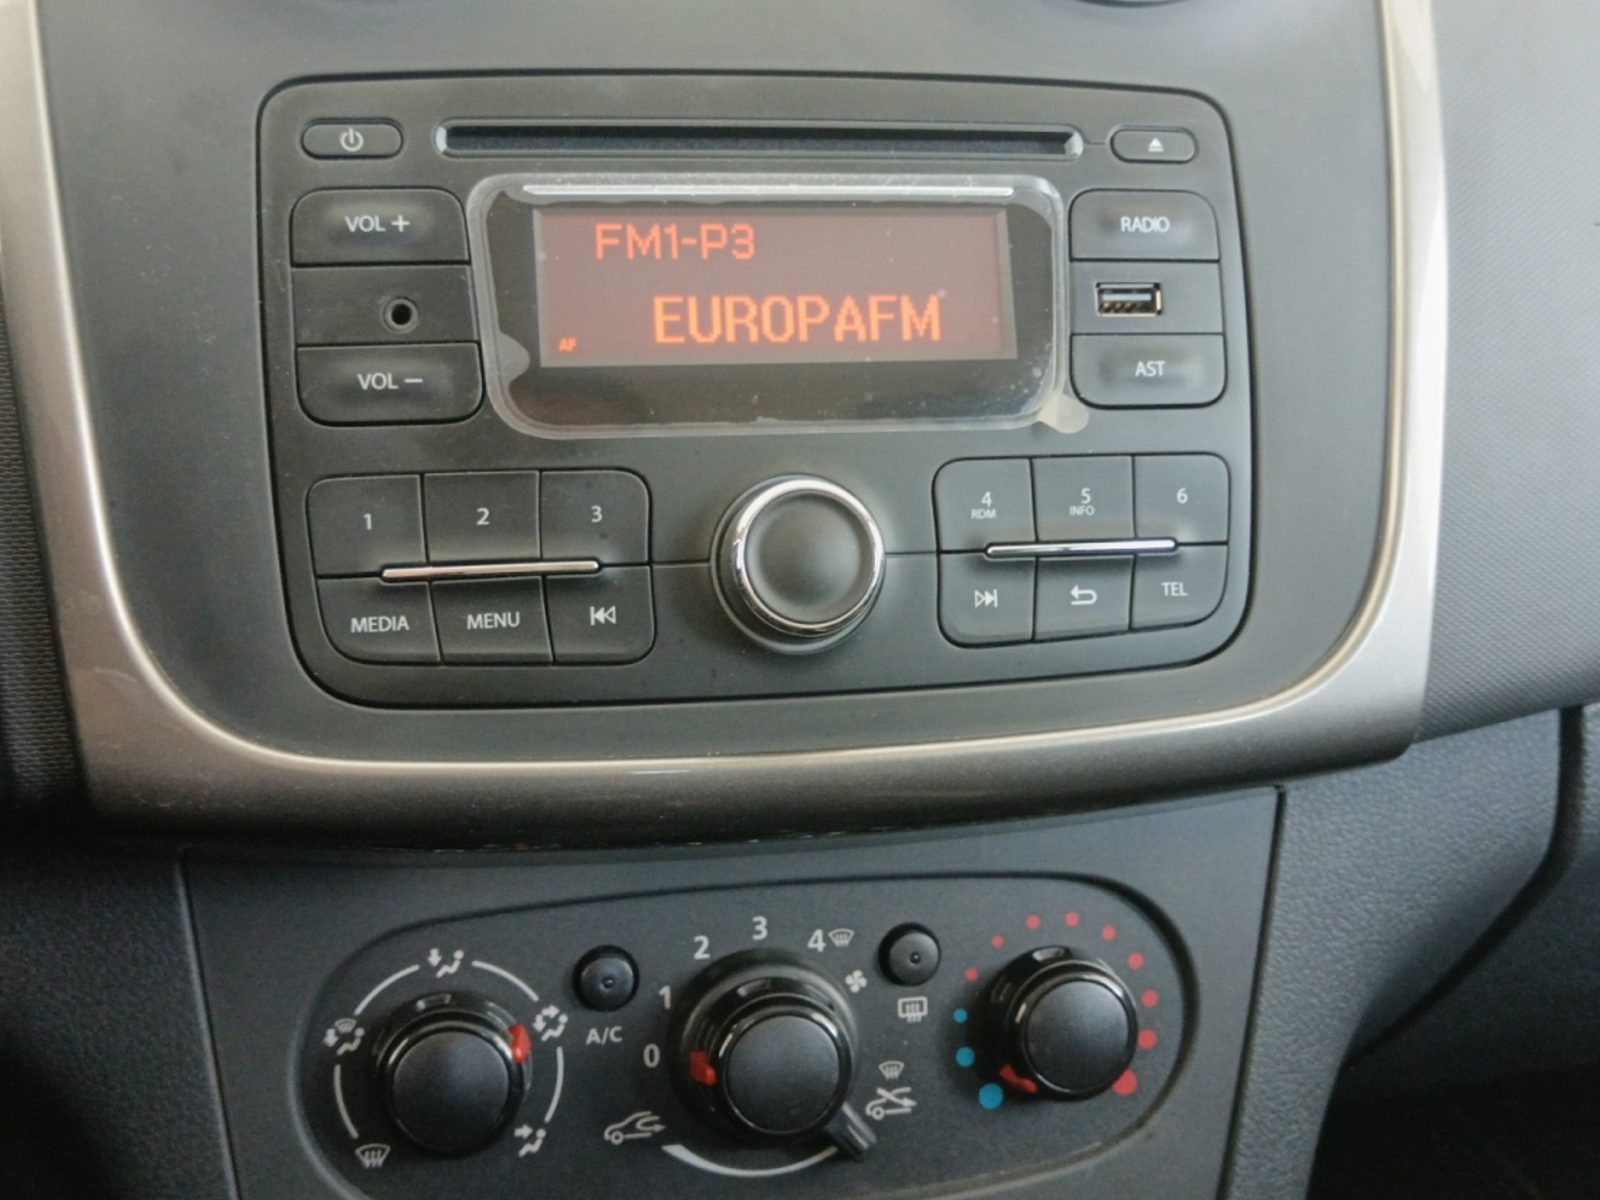 FM1-P3
EUROPAFM
AF
VOL +
VOL –
RADIO
AST
1
2
3
MEDIA
MENU
4
RDM
5
INFO
6
TEL
A/C
0
1
2
3
4